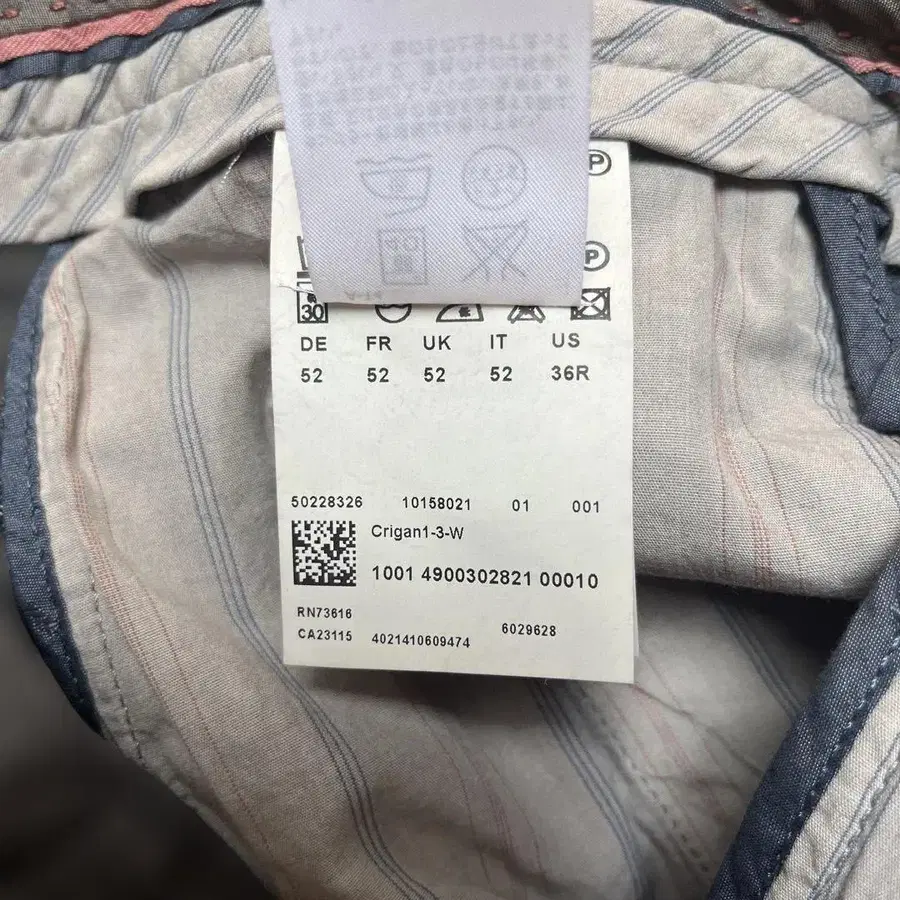 P
P
30
DE FR UK IT US
52 52 52 52 36R
50228326 10158021 01 001
Crigan1-3-W
1001 4900302821 00010
RN73616
CA23115 4021410609474 6029628